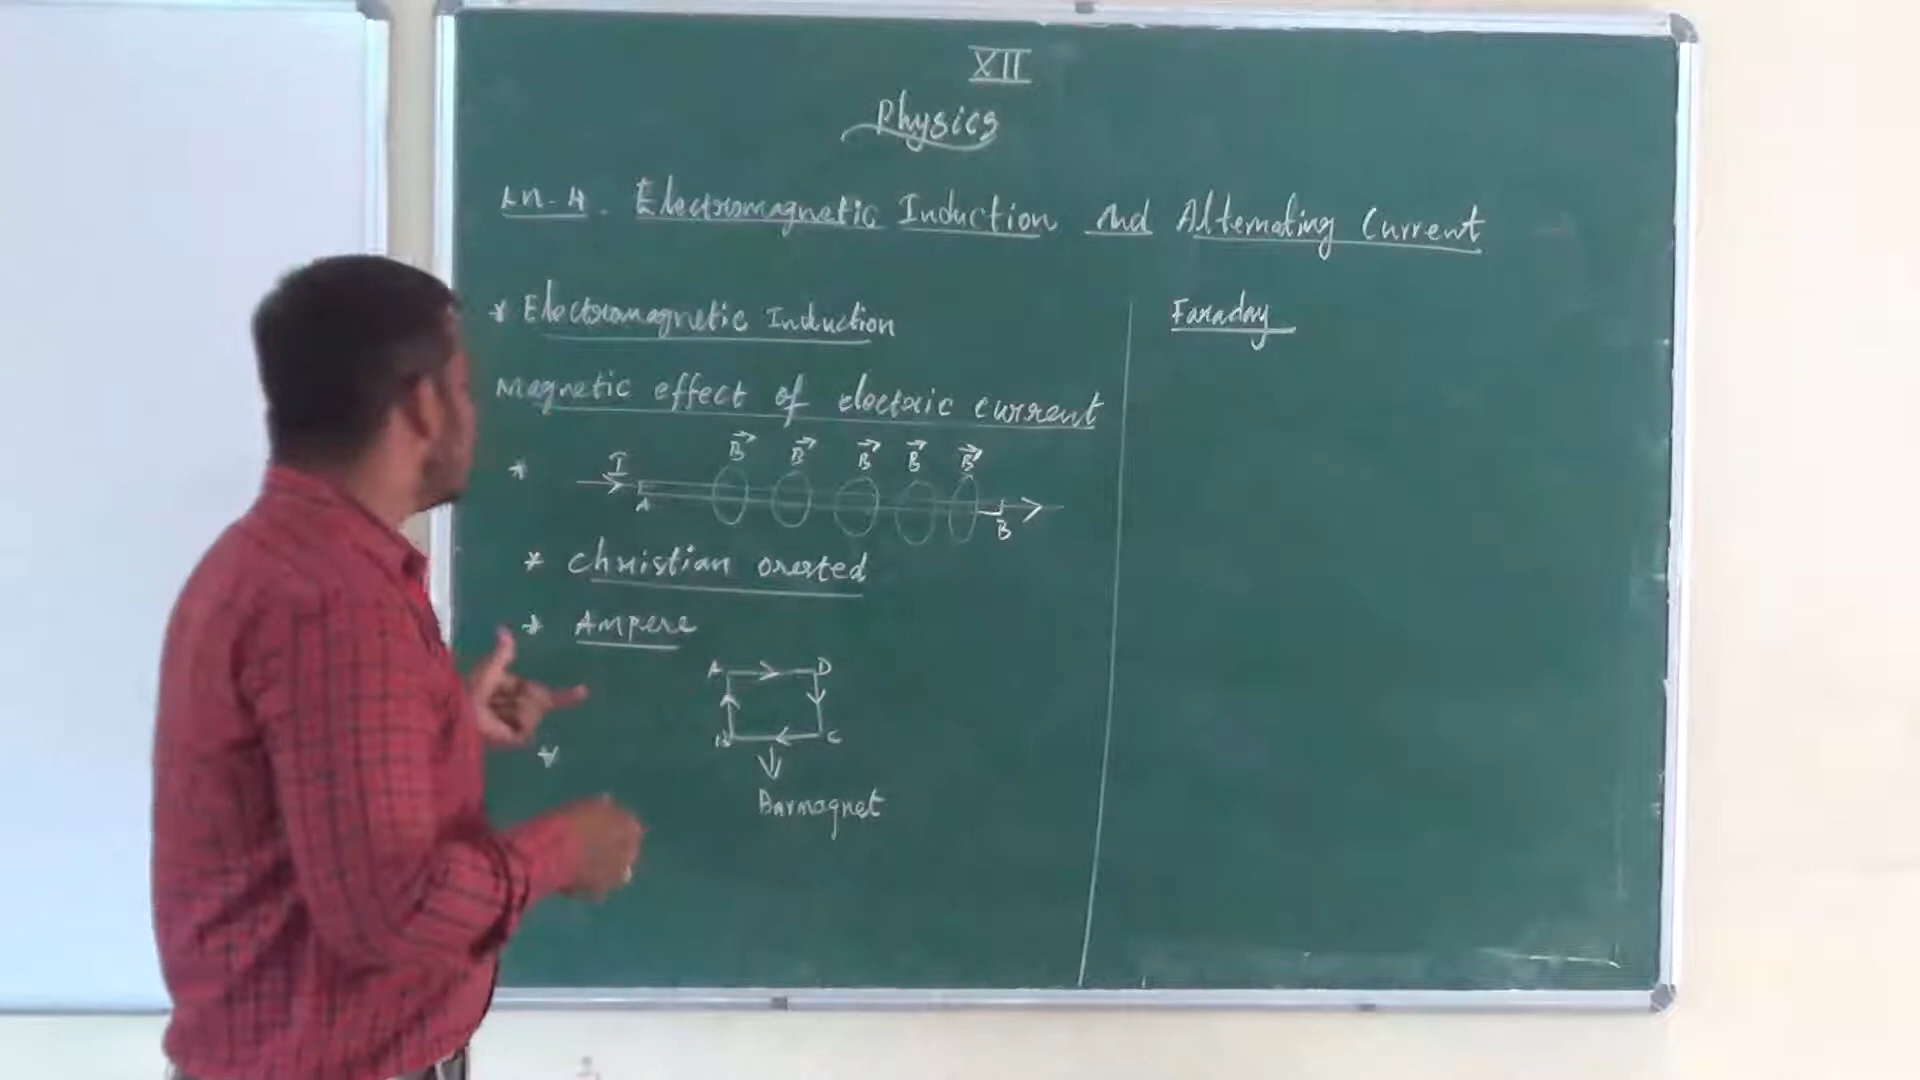 XII
Physics
Ln-4. Electromagnetic Induction And Alternating Current
* Electromagnetic Induction
Magnetic effect of electric current
* I A B B B B B B
* Christian orested
* Ampere
A D
B C
*
Barmagnet
Faraday